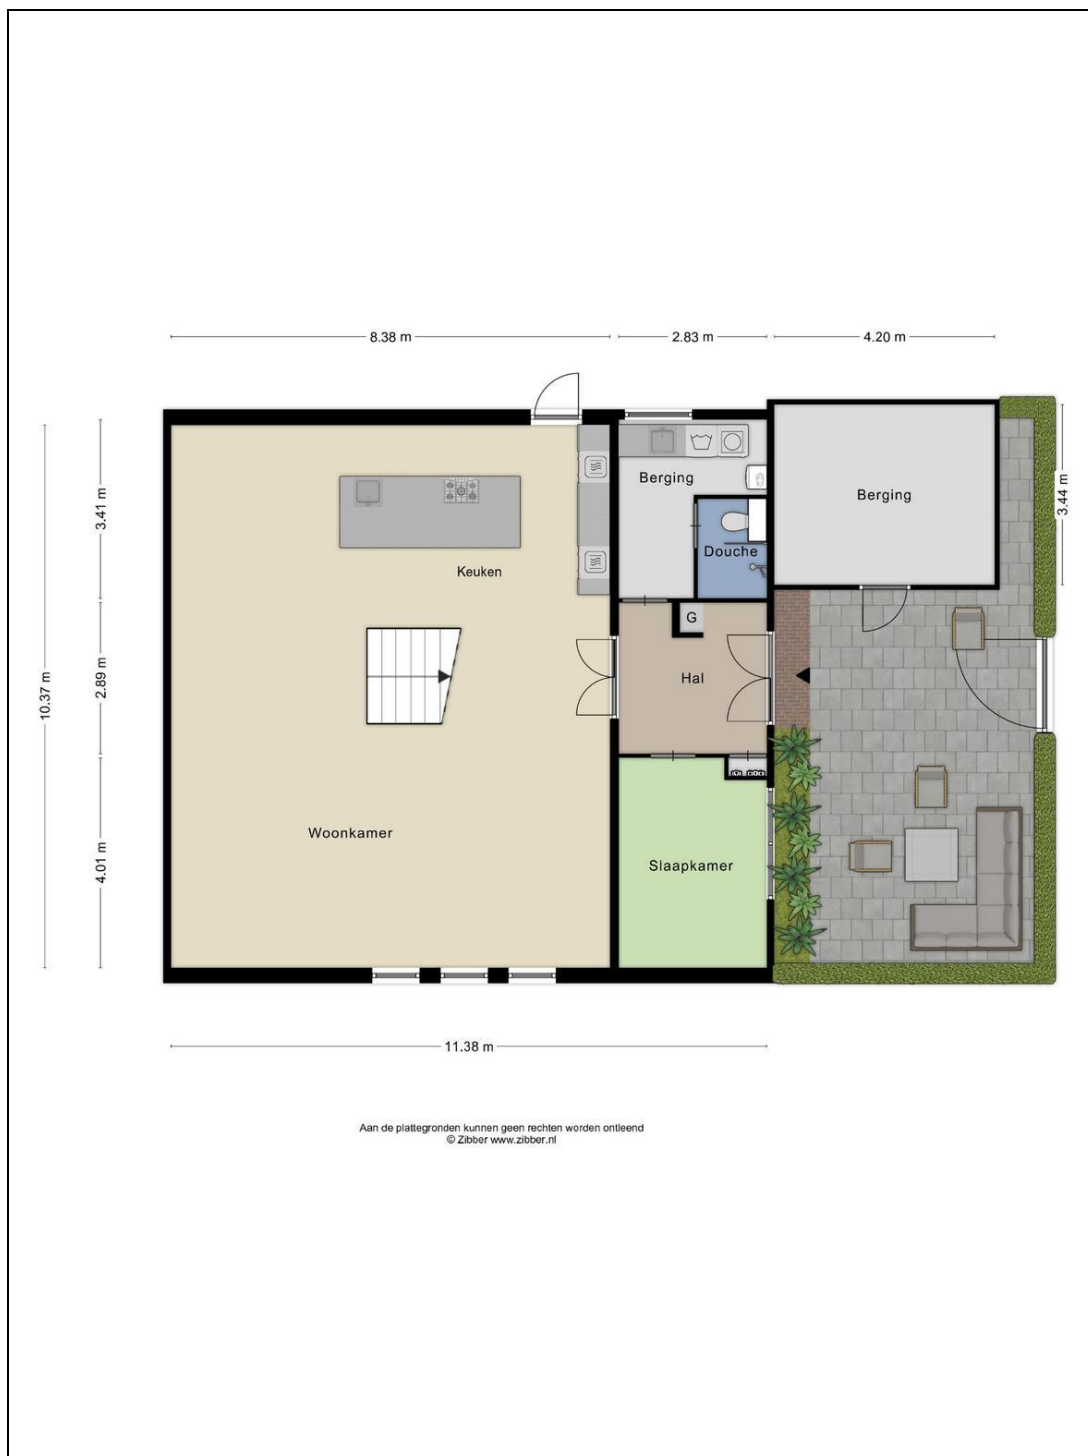 8.38 m
2.83 m
4.20 m
3.41 m
2.89 m
10.37 m
4.01 m
3.44 m
Berging
Berging
Douche
Keuken
G
Hal
Woonkamer
Slaapkamer
11.38 m
Aan de plattegronden kunnen geen rechten worden ontleend
© Zibber www.zibber.nl